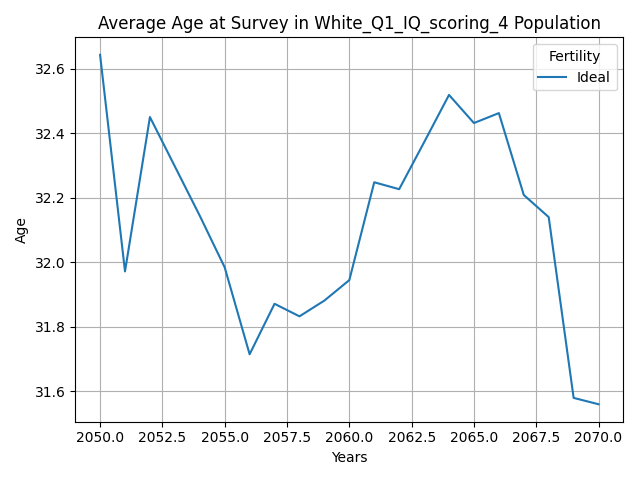 Average Age at Survey in White_Q1_IQ_scoring_4 Population
Fertility
Ideal
32.6
32.4
32.2
32.0
31.8
31.6
Age
2050.0 2052.5 2055.0 2057.5 2060.0 2062.5 2065.0 2067.5 2070.0
Years